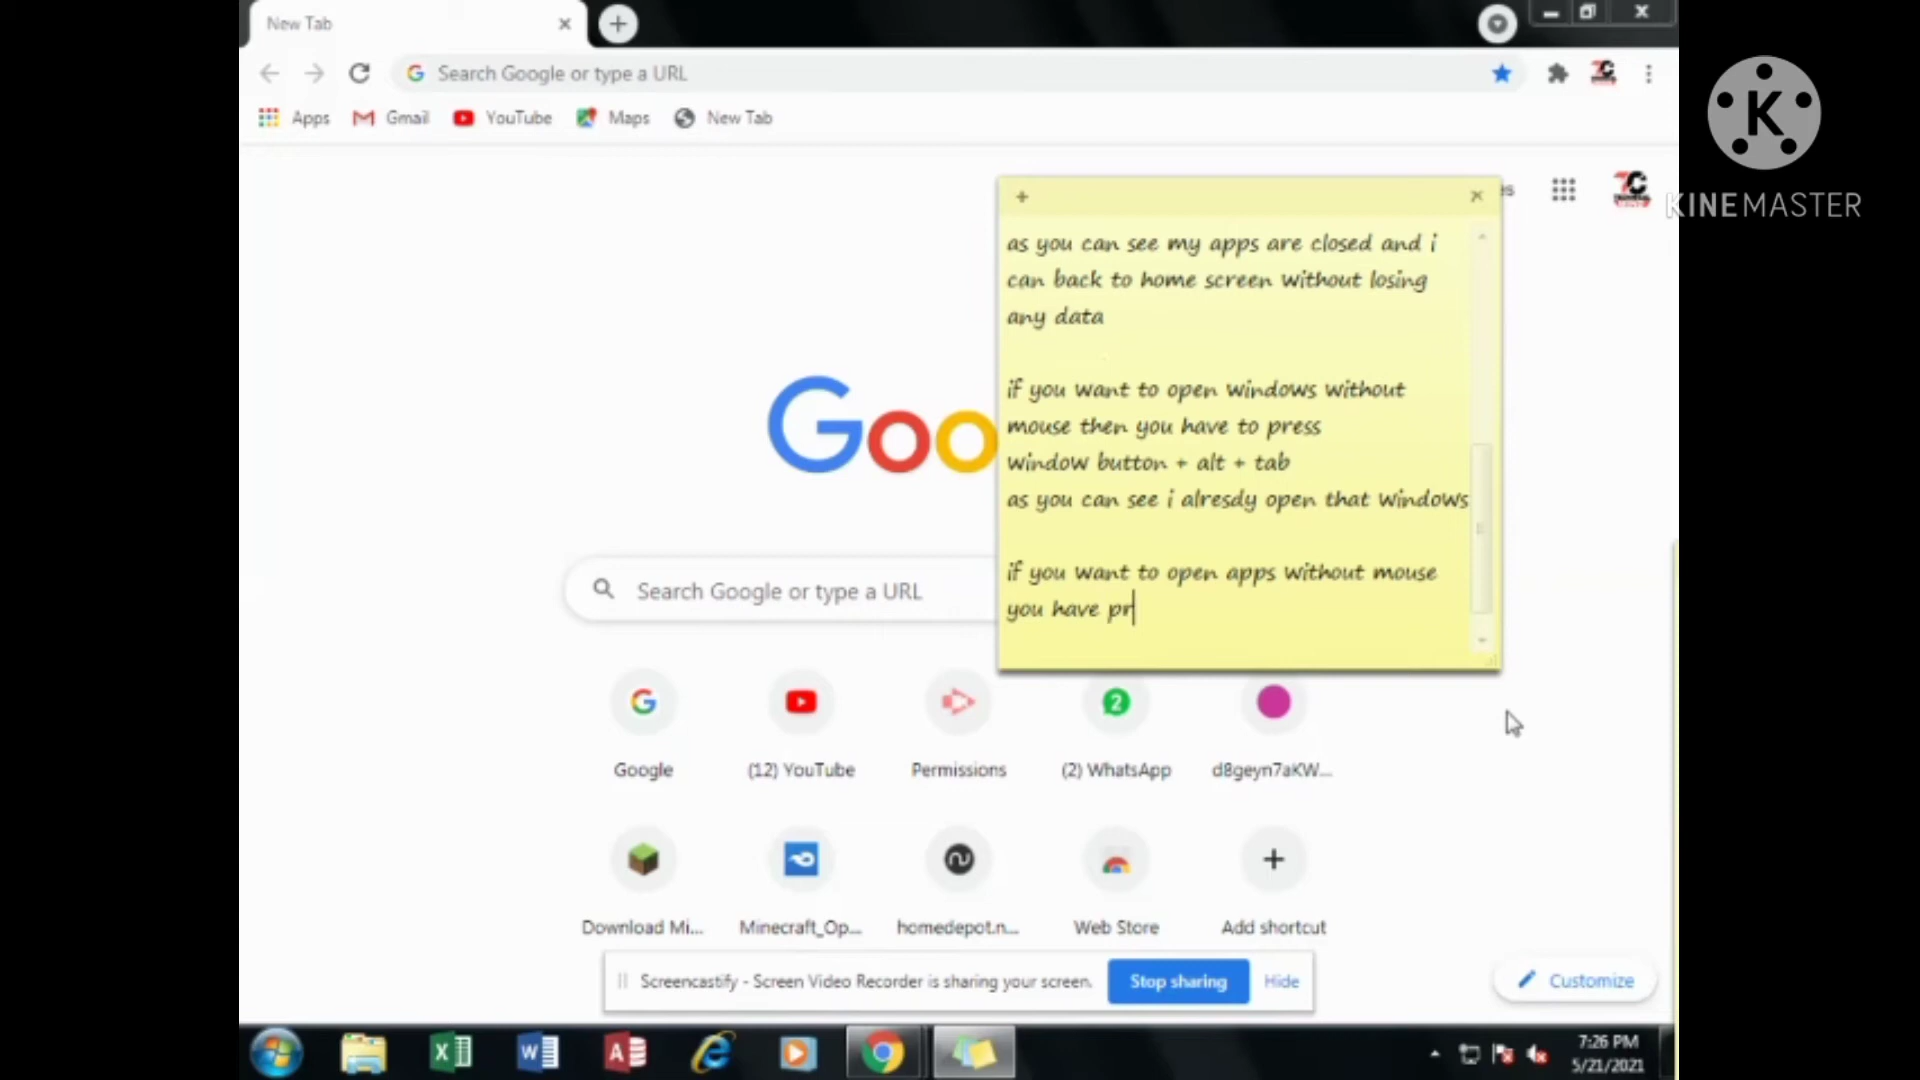 New Tab
Search Google or type a URL
Apps Gmail YouTube Maps New Tab
K
KINEMASTER
as you can see my apps are closed and i
can back to home screen without losing
any data
if you want to open windows without
mouse then you have to press
window button + alt + tab
as you can see i alresdy open that windows
if you want to open apps without mouse
you have pr
Goo
Search Google or type a URL
Google (12) YouTube Permissions (2) WhatsApp d8geyn7aKW...
Download Mi... Minecraft_Op... homedepot.n... Web Store Add shortcut
Screencastify - Screen Video Recorder is sharing your screen. Stop sharing Hide
Customize
7:26 PM
5/21/2021